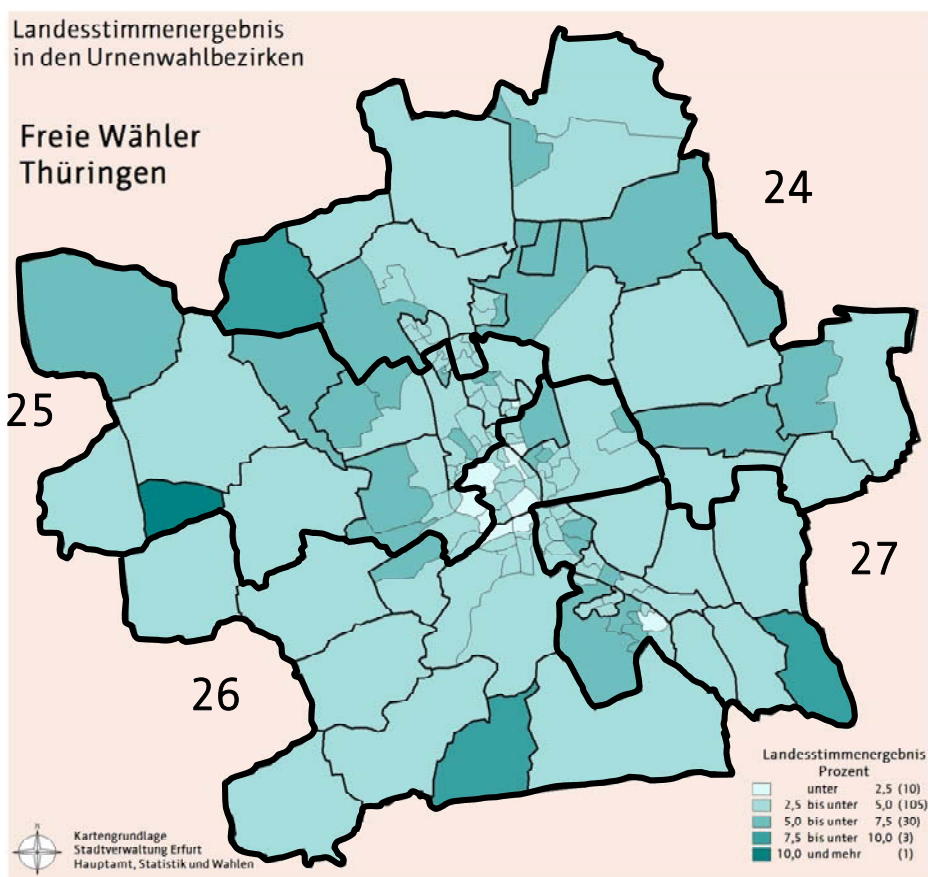 Landesstimmenergebnis
in den Urnenwahlbezirken
Freie Wähler
Thüringen
24
25
27
26
Landesstimmenergebnis
Prozent
unter 2,5 (10)
2,5 bis unter 5,0 (105)
5,0 bis unter 7,5 (30)
7,5 bis unter 10,0 (3)
10,0 und mehr (1)
N
Kartengrundlage
Stadtverwaltung Erfurt
Hauptamt, Statistik und Wahlen